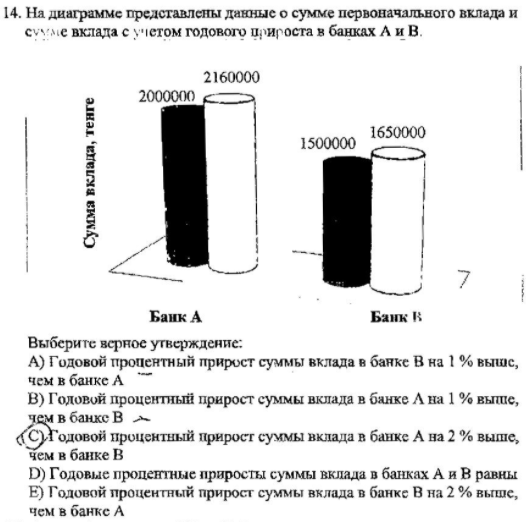 14. На диаграмме представлены данные о сумме первоначального вклада и
сумме вклада с учетом годового прироста в банках А и В.
2160000
2000000
1650000
1500000
Сумма вклада, тенге
Банк А
Банк В
Выберите верное утверждение:
А) Годовой процентный прирост суммы вклада в банке В на 1 % выше,
чем в банке А
В) Годовой процентный прирост суммы вклада в банке А на 1 % выше,
чем в банке В
С) Годовой процентный прирост суммы вклада в банке А на 2 % выше,
чем в банке В
D) Годовые процентные приросты суммы вклада в банках А и В равны
Е) Годовой процентный прирост суммы вклада в банке В на 2 % выше,
чем в банке А